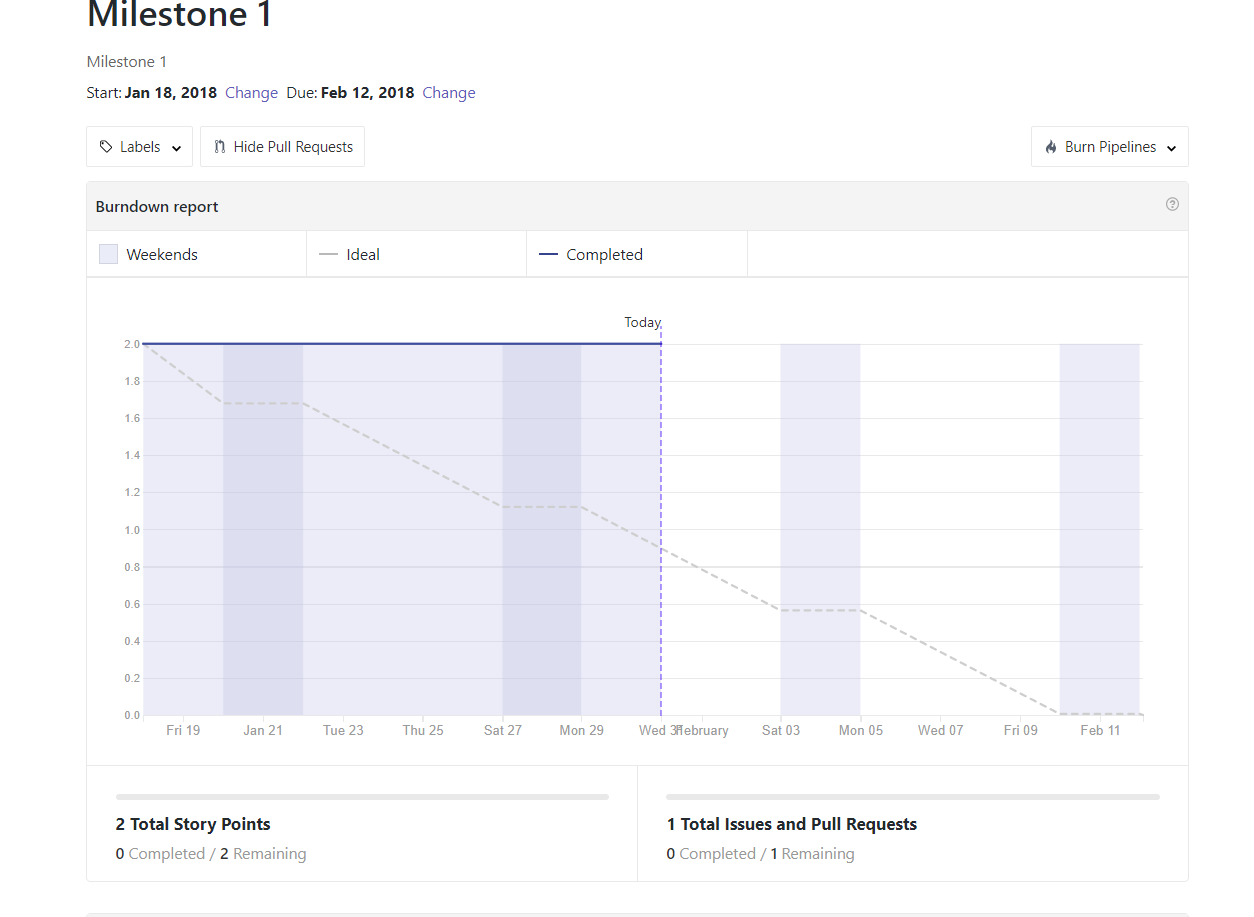 Milestone 1
Milestone 1
Start: Jan 18, 2018 Change Due: Feb 12, 2018 Change
Labels Hide Pull Requests Burn Pipelines
Burndown report
Weekends Ideal Completed
Today
2.0
1.8
1.6
1.4
1.2
1.0
0.8
0.6
0.4
0.2
0.0
Fri 19 Jan 21 Tue 23 Thu 25 Sat 27 Mon 29 Wed 31 February Sat 03 Mon 05 Wed 07 Fri 09 Feb 11
2 Total Story Points
0 Completed / 2 Remaining
1 Total Issues and Pull Requests
0 Completed / 1 Remaining